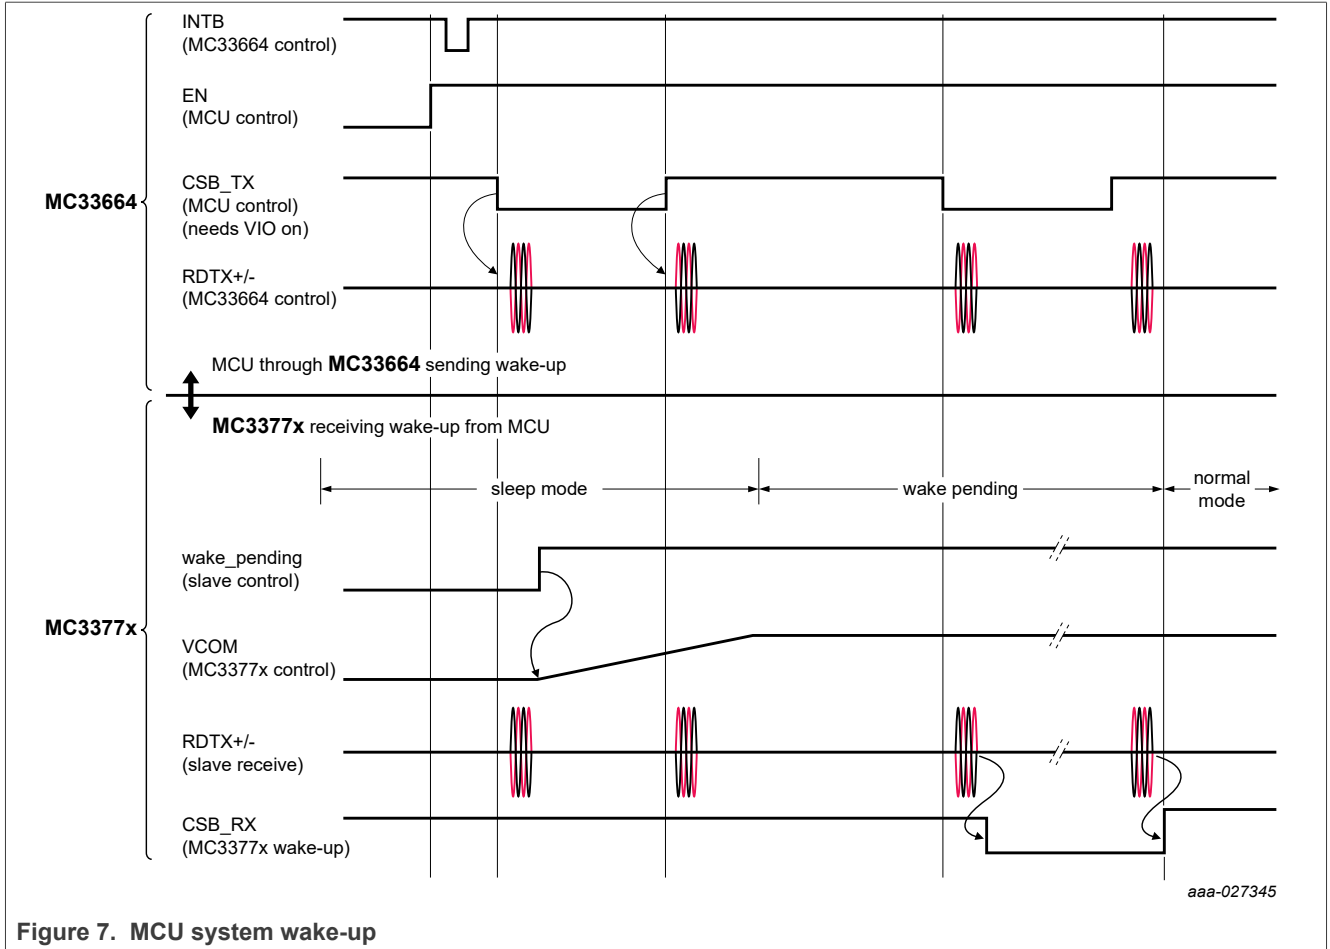 INTB
(MC33664 control)
EN
(MCU control)
MC33664
CSB_TX
(MCU control)
(needs VIO on)
RDTX+/-
(MC33664 control)
MCU through MC33664 sending wake-up
MC3377x receiving wake-up from MCU
sleep mode
wake pending
normal
mode
wake_pending
(slave control)
MC3377x
VCOM
(MC3377x control)
RDTX+/-
(slave receive)
CSB_RX
(MC3377x wake-up)
aaa-027345
Figure 7. MCU system wake-up